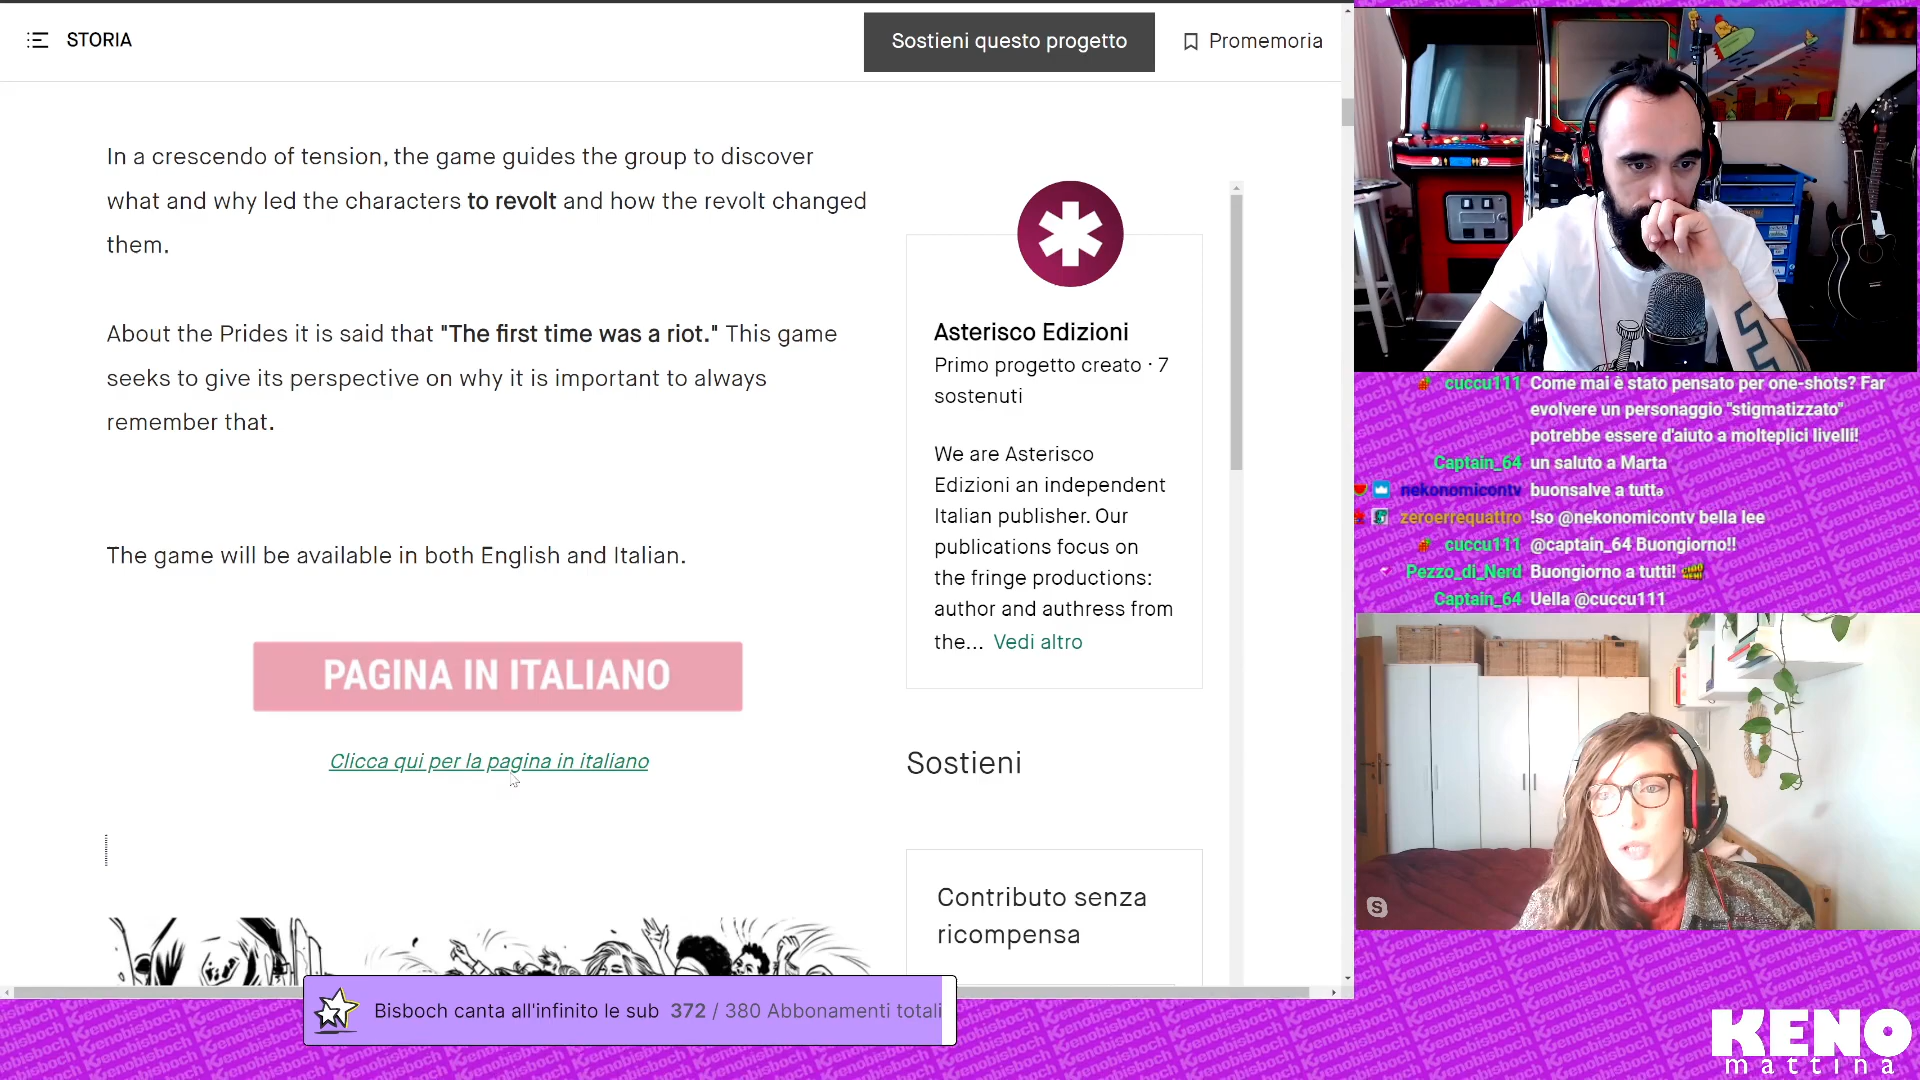 STORIA
Sostieni questo progetto
Promemoria
In a crescendo of tension, the game guides the group to discover
what and why led the characters to revolt and how the revolt changed
them.
About the Prides it is said that "The first time was a riot." This game
seeks to give its perspective on why it is important to always
remember that.
The game will be available in both English and Italian.
PAGINA IN ITALIANO
Clicca qui per la pagina in italiano
Asterisco Edizioni
Primo progetto creato · 7
sostenuti
We are Asterisco
Edizioni an independent
Italian publisher. Our
publications focus on
the fringe productions:
author and authress from
the... Vedi altro
Sostieni
Contributo senza
ricompensa
Bisboch canta all'infinito le sub 372 / 380 Abbonamenti totali
cuccu111 Come mai è stato pensato per one-shots? Far
evolvere un personaggio "stigmatizzato"
potrebbe essere d'aiuto a molteplici livelli!
Captain_64 un saluto a Marta
nekonomicontv buonsalve a tuttə
zeroerrequattro !so @nekonomicontv bella lee
cuccu111 @captain_64 Buongiorno!!
Pezzo_di_Nerd Buongiorno a tutti!
Captain_64 Uella @cuccu111
KENO
mattina